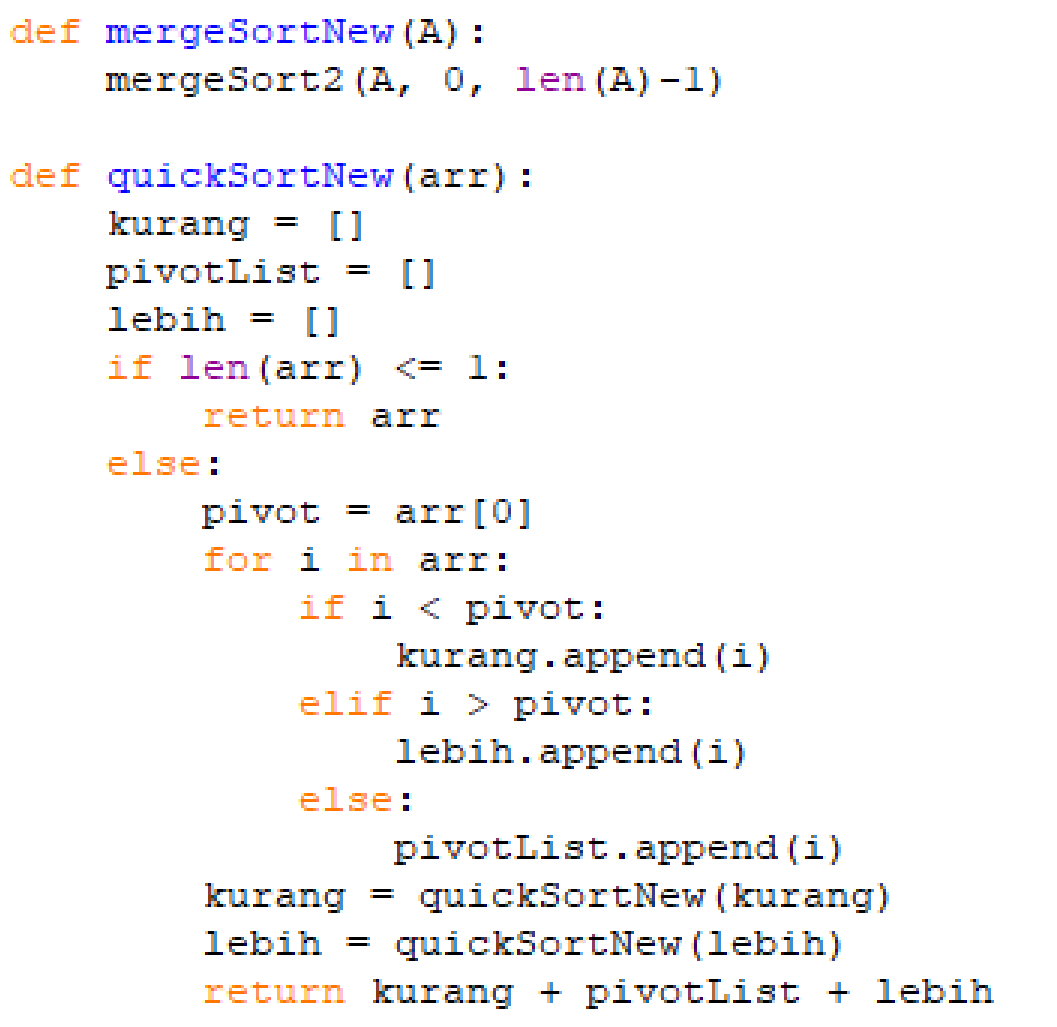 def mergeSortNew(A):
    mergeSort2(A, 0, len(A)-1)

def quickSortNew(arr):
    kurang = []
    pivotList = []
    lebih = []
    if len(arr) <= 1:
        return arr
    else:
        pivot = arr[0]
        for i in arr:
            if i < pivot:
                kurang.append(i)
            elif i > pivot:
                lebih.append(i)
            else:
                pivotList.append(i)
        kurang = quickSortNew(kurang)
        lebih = quickSortNew(lebih)
        return kurang + pivotList + lebih